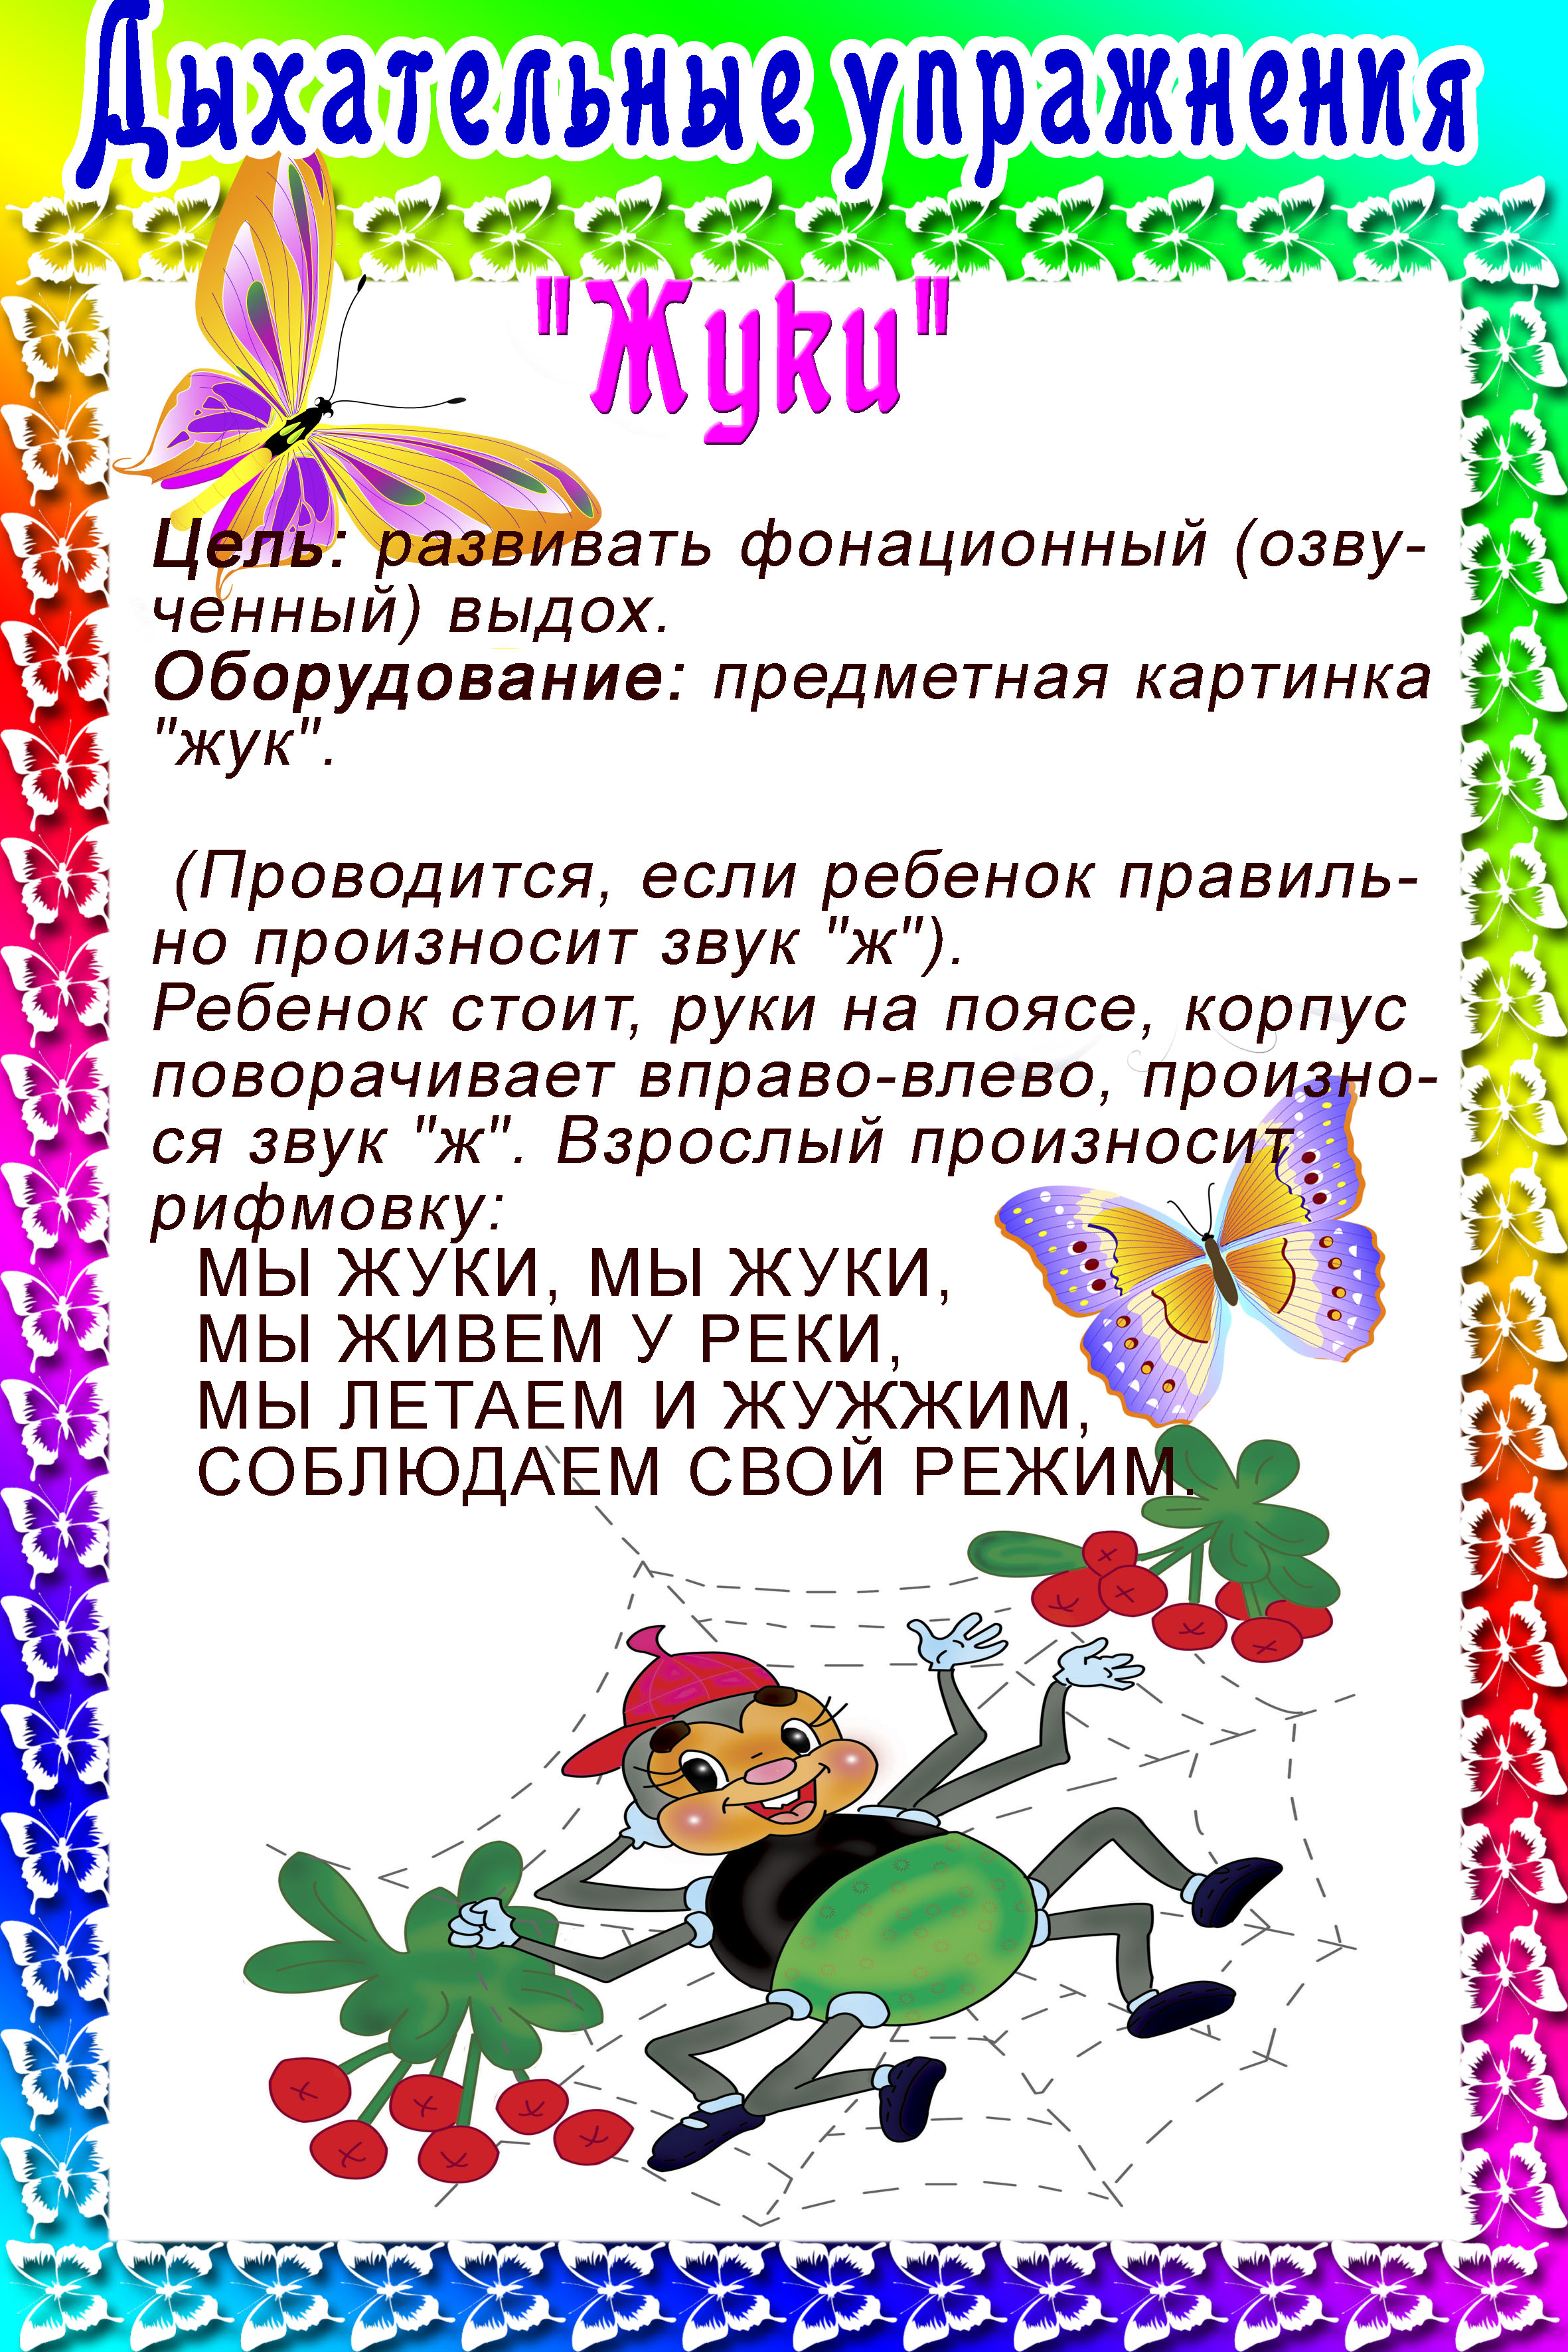 Дыхательные упражнения
"Жуки"
Цель: развивать фонационный (озву-
ченный) выдох.
Оборудование: предметная картинка
"жук".
(Проводится, если ребенок правиль-
но произносит звук "ж").
Ребенок стоит, руки на поясе, корпус
поворачивает вправо-влево, произно-
ся звук "ж". Взрослый произносит
рифмовку:
МЫ ЖУКИ, МЫ ЖУКИ,
МЫ ЖИВЕМ У РЕКИ,
МЫ ЛЕТАЕМ И ЖУЖЖИМ,
СОБЛЮДАЕМ СВОЙ РЕЖИМ.